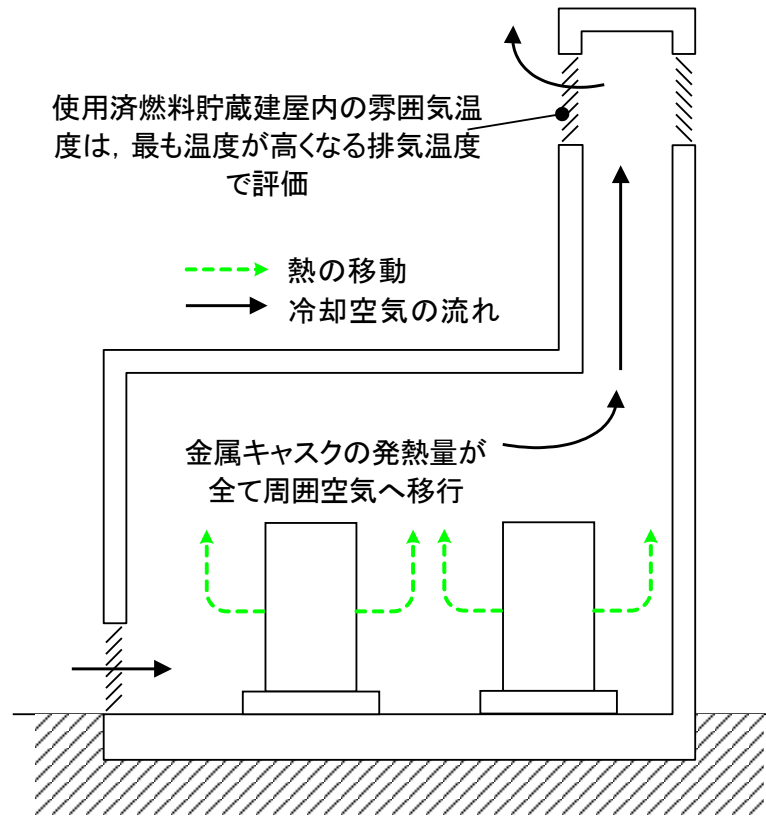 使用済燃料貯蔵建屋内の雰囲気温
度は，最も温度が高くなる排気温度
で評価
熱の移動
冷却空気の流れ
金属キャスクの発熱量が
全て周囲空気へ移行